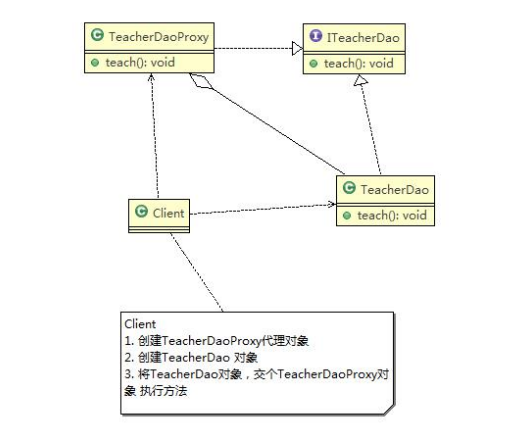 TeacherDaoProxy
teach(): void
ITeacherDao
teach(): void
TeacherDao
teach(): void
Client
Client
1. 创建TeacherDaoProxy代理对象
2. 创建TeacherDao 对象
3. 将TeacherDao对象，交个TeacherDaoProxy对
象 执行方法